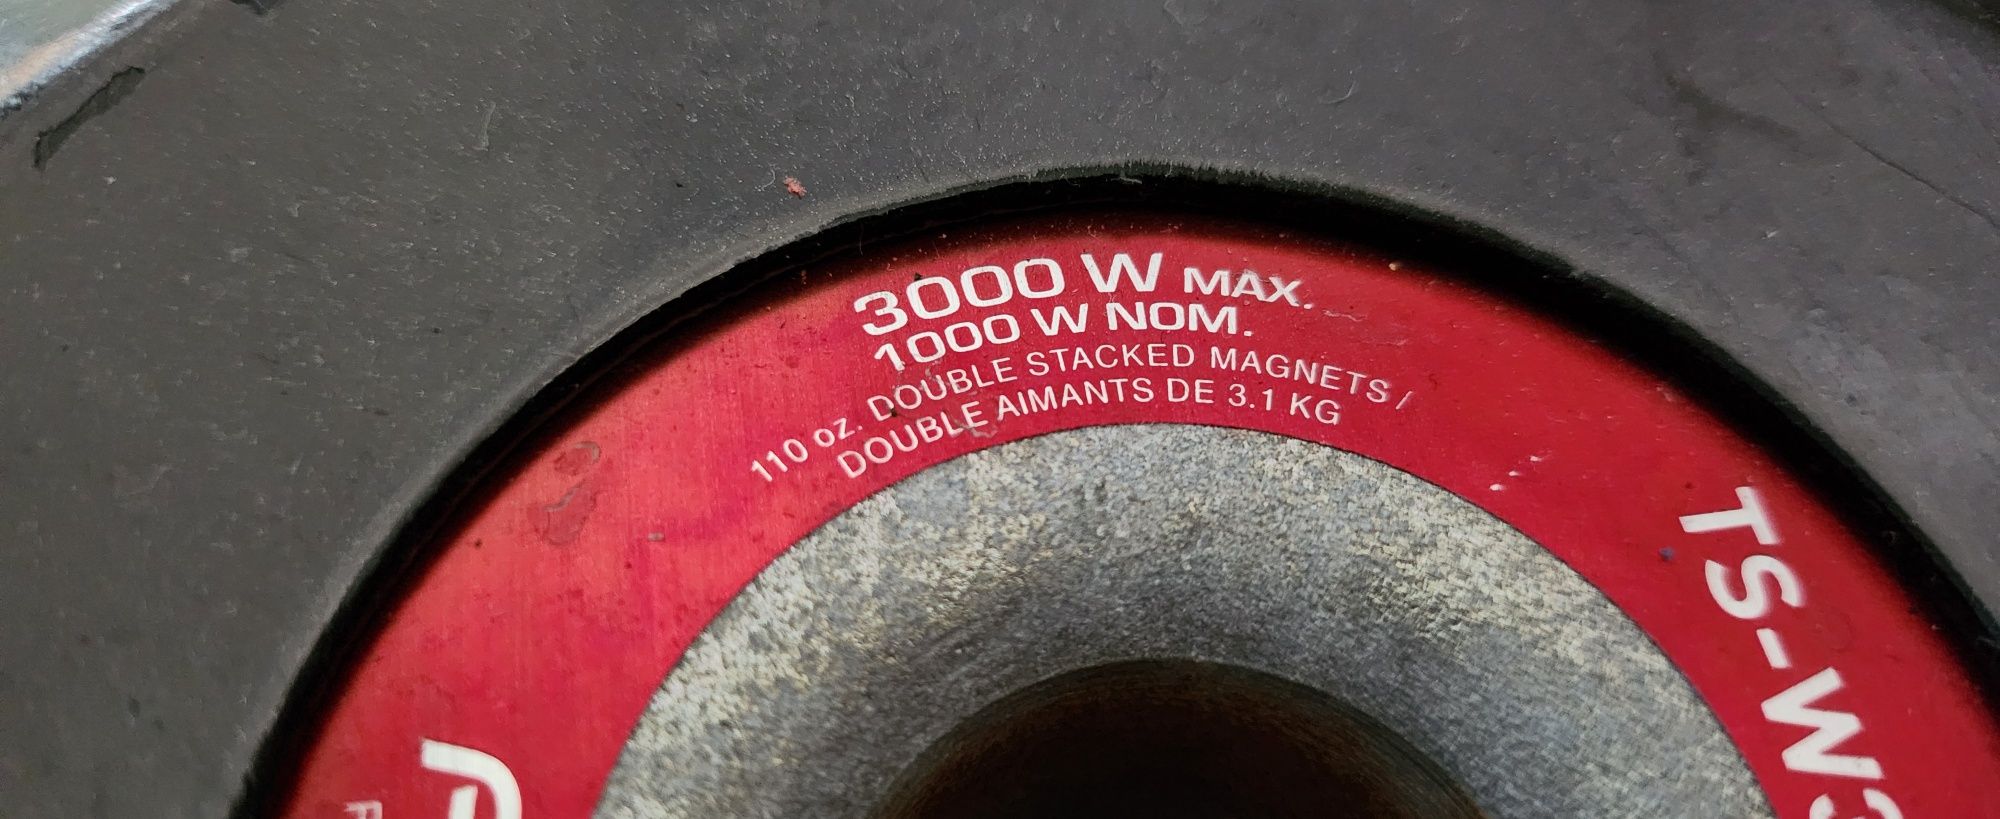 3000 W MAX.
1000 W NOM.
110 oz. DOUBLE STACKED MAGNETS /
DOUBLE AIMANTS DE 3.1 KG
TS-W3